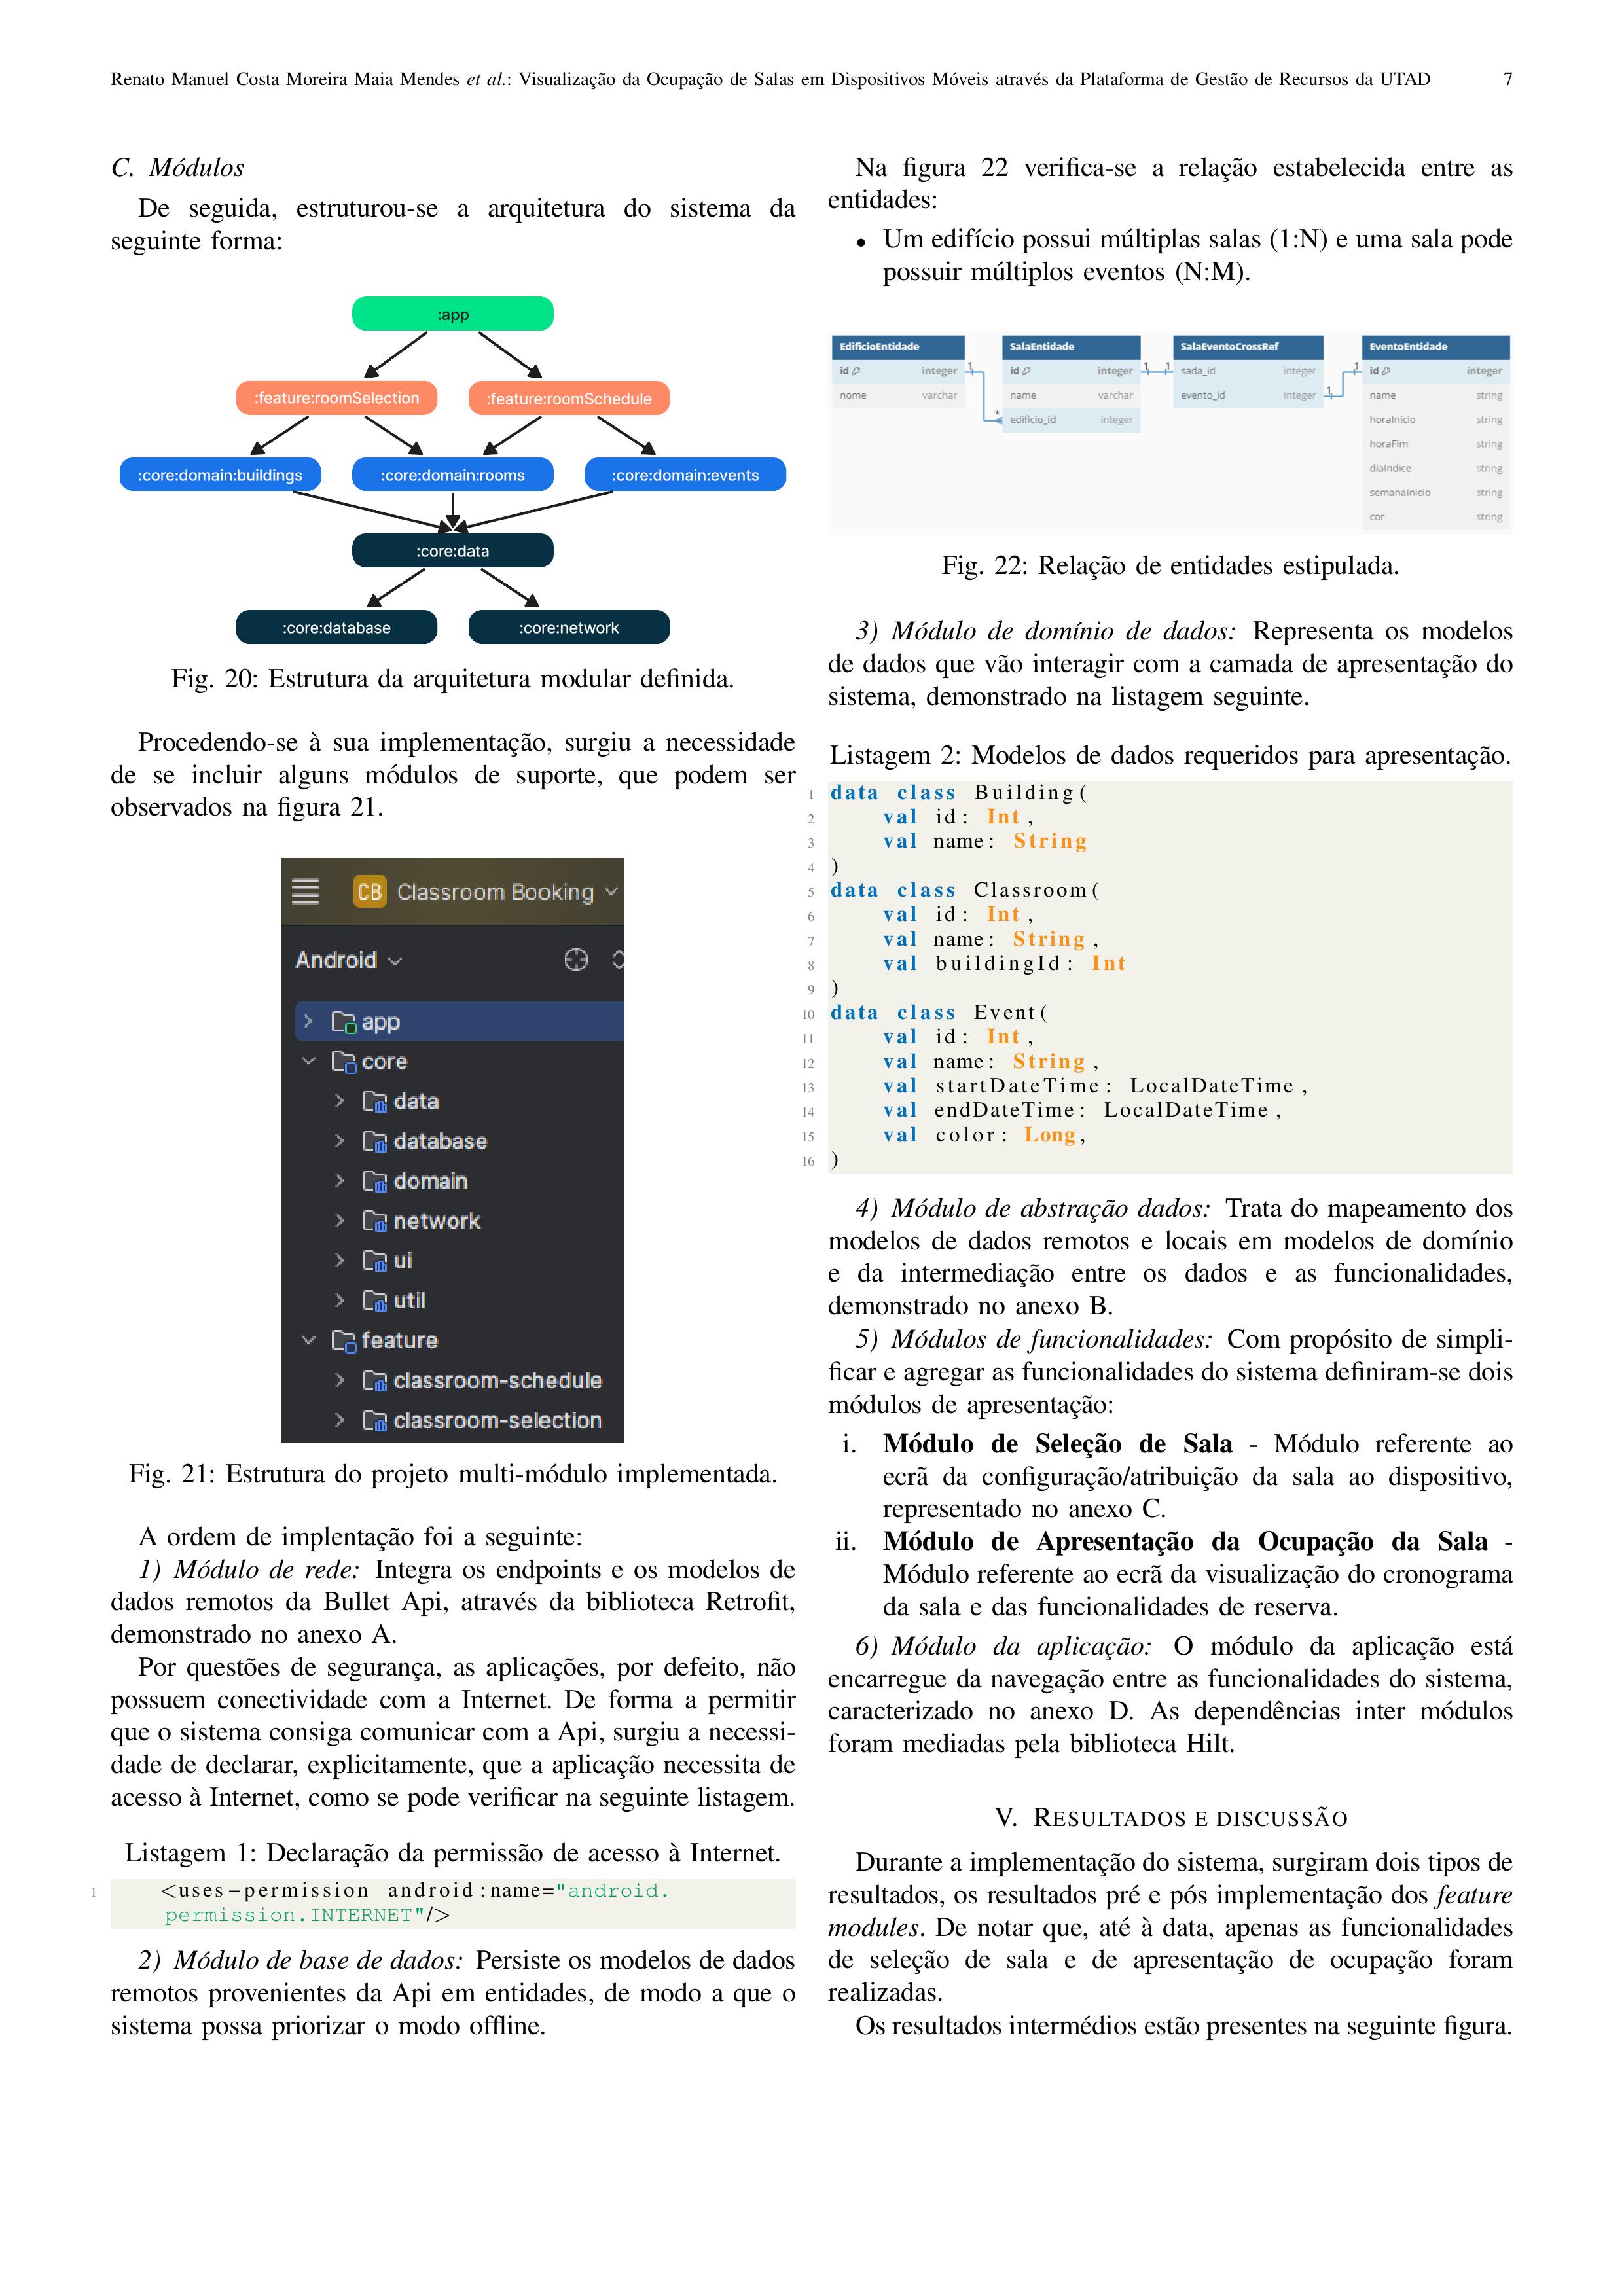 Renato Manuel Costa Moreira Maia Mendes et al.: Visualização da Ocupação de Salas em Dispositivos Móveis através da Plataforma de Gestão de Recursos da UTAD 7
C. Módulos
De seguida, estruturou-se a arquitetura do sistema da
seguinte forma:
:app
:feature:roomSelection :feature:roomSchedule
:core:domain:buildings :core:domain:rooms :core:domain:events
:core:data
:core:database :core:network
Fig. 20: Estrutura da arquitetura modular definida.
Procedendo-se à sua implementação, surgiu a necessidade
de se incluir alguns módulos de suporte, que podem ser
observados na figura 21.
CB Classroom Booking
Android
app
core
data
database
domain
network
ui
util
feature
classroom-schedule
classroom-selection
Fig. 21: Estrutura do projeto multi-módulo implementada.
A ordem de implentação foi a seguinte:
1) Módulo de rede: Integra os endpoints e os modelos de
dados remotos da Bullet Api, através da biblioteca Retrofit,
demonstrado no anexo A.
Por questões de segurança, as aplicações, por defeito, não
possuem conectividade com a Internet. De forma a permitir
que o sistema consiga comunicar com a Api, surgiu a necessi-
dade de declarar, explicitamente, que a aplicação necessita de
acesso à Internet, como se pode verificar na seguinte listagem.
Listagem 1: Declaração da permissão de acesso à Internet.
1 <uses-permission android:name="android.
permission.INTERNET"/>
2) Módulo de base de dados: Persiste os modelos de dados
remotos provenientes da Api em entidades, de modo a que o
sistema possa priorizar o modo offline.
Na figura 22 verifica-se a relação estabelecida entre as
entidades:
• Um edifício possui múltiplas salas (1:N) e uma sala pode
possuir múltiplos eventos (N:M).
EdificioEntidade
id integer
nome varchar
1
*
SalaEntidade
id integer
name varchar
edificio_id integer
1 1
SalaEventoCrossRef
sada_id integer
evento_id integer
1 1
EventoEntidade
id integer
name string
horaInicio string
horaFim string
diaIndice string
semanaInicio string
cor string
Fig. 22: Relação de entidades estipulada.
3) Módulo de domínio de dados: Representa os modelos
de dados que vão interagir com a camada de apresentação do
sistema, demonstrado na listagem seguinte.
Listagem 2: Modelos de dados requeridos para apresentação.
1 data class Building(
2 val id: Int,
3 val name: String
4 )
5 data class Classroom(
6 val id: Int,
7 val name: String,
8 val buildingId: Int
9 )
10 data class Event(
11 val id: Int,
12 val name: String,
13 val startDateTime: LocalDateTime,
14 val endDateTime: LocalDateTime,
15 val color: Long,
16 )
4) Módulo de abstração dados: Trata do mapeamento dos
modelos de dados remotos e locais em modelos de domínio
e da intermediação entre os dados e as funcionalidades,
demonstrado no anexo B.
5) Módulos de funcionalidades: Com propósito de simpli-
ficar e agregar as funcionalidades do sistema definiram-se dois
módulos de apresentação:
i. Módulo de Seleção de Sala - Módulo referente ao
ecrã da configuração/atribuição da sala ao dispositivo,
representado no anexo C.
ii. Módulo de Apresentação da Ocupação da Sala -
Módulo referente ao ecrã da visualização do cronograma
da sala e das funcionalidades de reserva.
6) Módulo da aplicação: O módulo da aplicação está
encarregue da navegação entre as funcionalidades do sistema,
caracterizado no anexo D. As dependências inter módulos
foram mediadas pela biblioteca Hilt.
V. RESULTADOS E DISCUSSÃO
Durante a implementação do sistema, surgiram dois tipos de
resultados, os resultados pré e pós implementação dos feature
modules. De notar que, até à data, apenas as funcionalidades
de seleção de sala e de apresentação de ocupação foram
realizadas.
Os resultados intermédios estão presentes na seguinte figura.